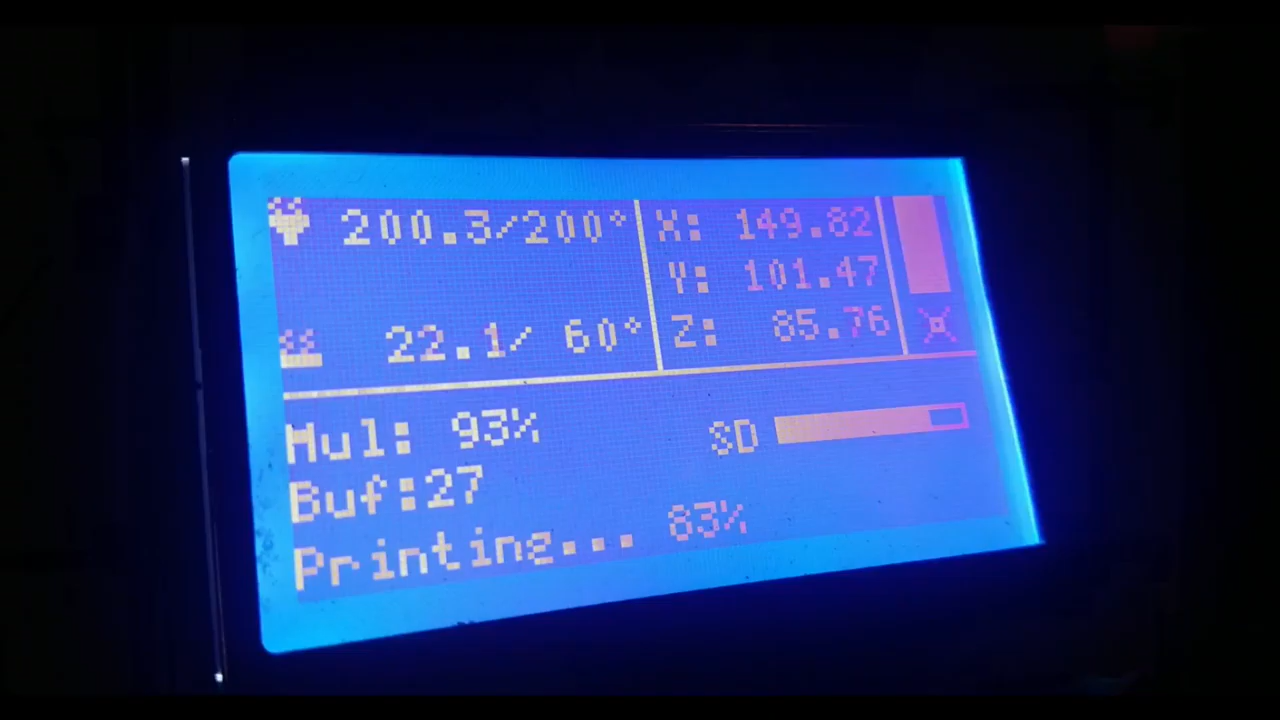 200.3/200° X: 149.82
Y: 101.47
22.1/ 60° Z: 85.76
Mul: 93% SD
Buf:27
Printing... 83%